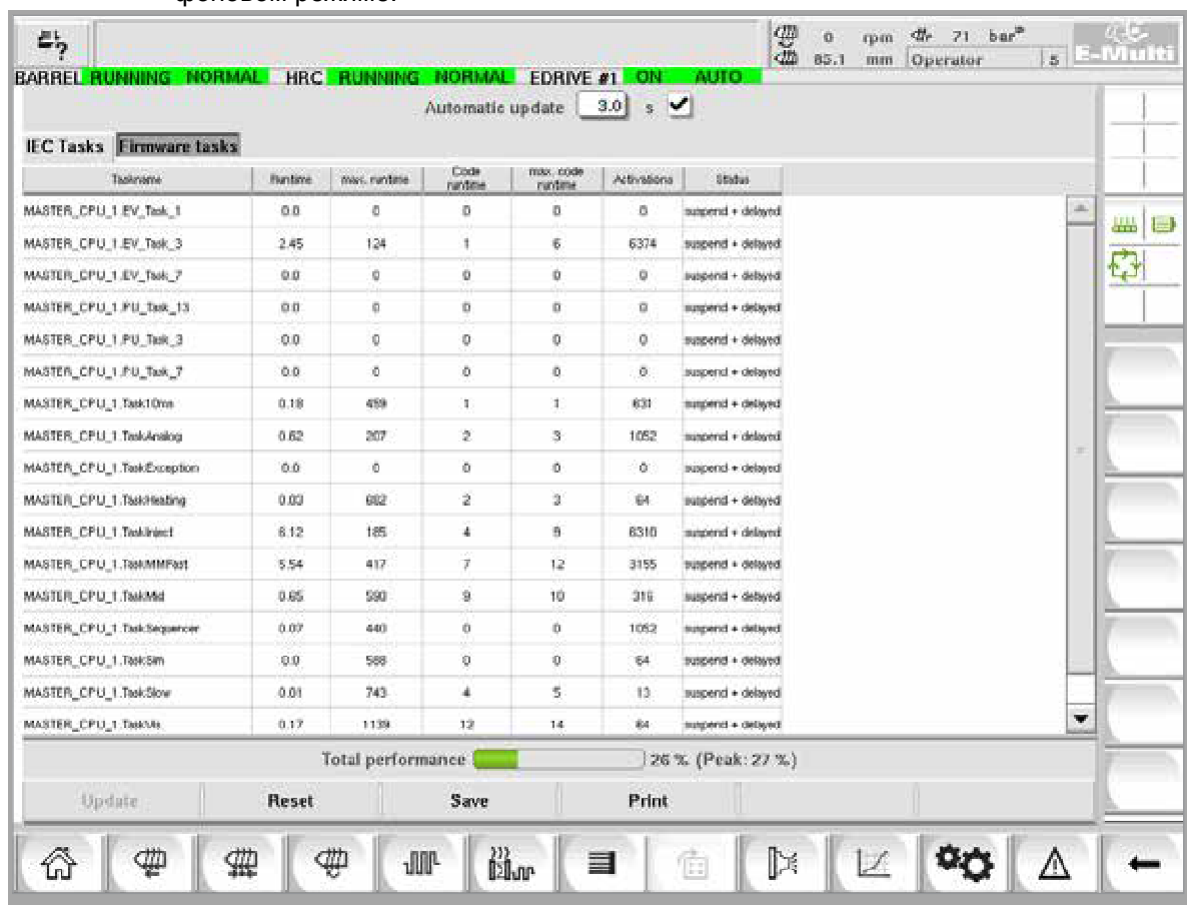 фоновом режиме.
0 rpm 71 bar
85.1 mm Operator 5
E-Multi
BARREL RUNNING NORMAL HRC RUNNING NORMAL EDRIVE #1 ON AUTO
Automatic update 3.0 s
IEC Tasks Firmware tasks
Taskname Runtime max. runtime Code runtime max. code runtime Activations Status
MASTER_CPU_1.EV_Task_1 0.0 0 0 0 0 suspend + delayed
MASTER_CPU_1.EV_Task_3 2.45 124 1 6 6374 suspend + delayed
MASTER_CPU_1.EV_Task_7 0.0 0 0 0 0 suspend + delayed
MASTER_CPU_1.PU_Task_13 0.0 0 0 0 0 suspend + delayed
MASTER_CPU_1.PU_Task_3 0.0 0 0 0 0 suspend + delayed
MASTER_CPU_1.PU_Task_7 0.0 0 0 0 0 suspend + delayed
MASTER_CPU_1.Task10ms 0.18 459 1 1 631 suspend + delayed
MASTER_CPU_1.TaskAnalog 0.62 207 2 3 1052 suspend + delayed
MASTER_CPU_1.TaskException 0.0 0 0 0 0 suspend + delayed
MASTER_CPU_1.TaskHeating 0.03 682 2 3 64 suspend + delayed
MASTER_CPU_1.TaskInject 6.12 185 4 9 6310 suspend + delayed
MASTER_CPU_1.TaskMMFast 5.54 417 7 12 3155 suspend + delayed
MASTER_CPU_1.TaskMid 0.65 590 9 10 316 suspend + delayed
MASTER_CPU_1.TaskSequencer 0.07 440 0 0 1052 suspend + delayed
MASTER_CPU_1.TaskSim 0.0 588 0 0 64 suspend + delayed
MASTER_CPU_1.TaskSlow 0.01 743 4 5 13 suspend + delayed
MASTER_CPU_1.TaskVis 0.17 1139 12 14 64 suspend + delayed
Total performance 26 % (Peak: 27 %)
Update Reset Save Print